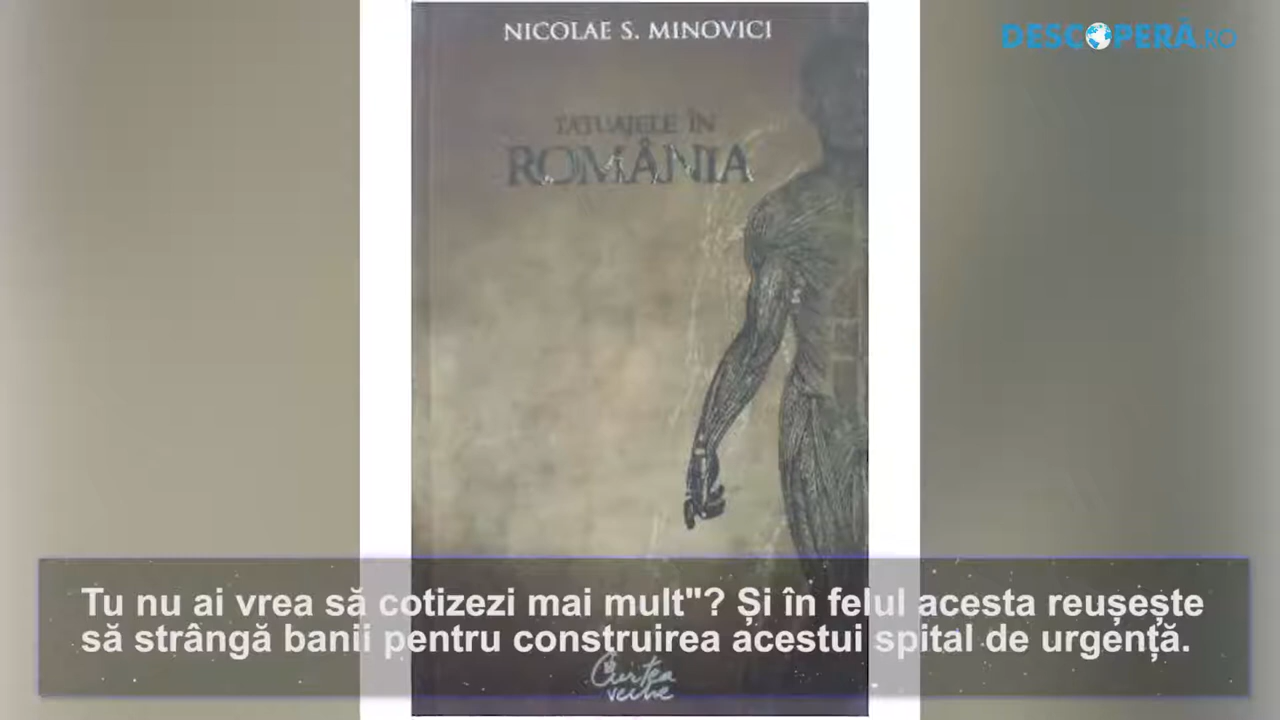 NICOLAE S. MINOVICI
DESCOPERĂ.RO
TATUAJELE ÎN
ROMÂNIA
Tu nu ai vrea să cotizezi mai mult"? Și în felul acesta reușește
să strângă banii pentru construirea acestui spital de urgență.
Curtea
veche